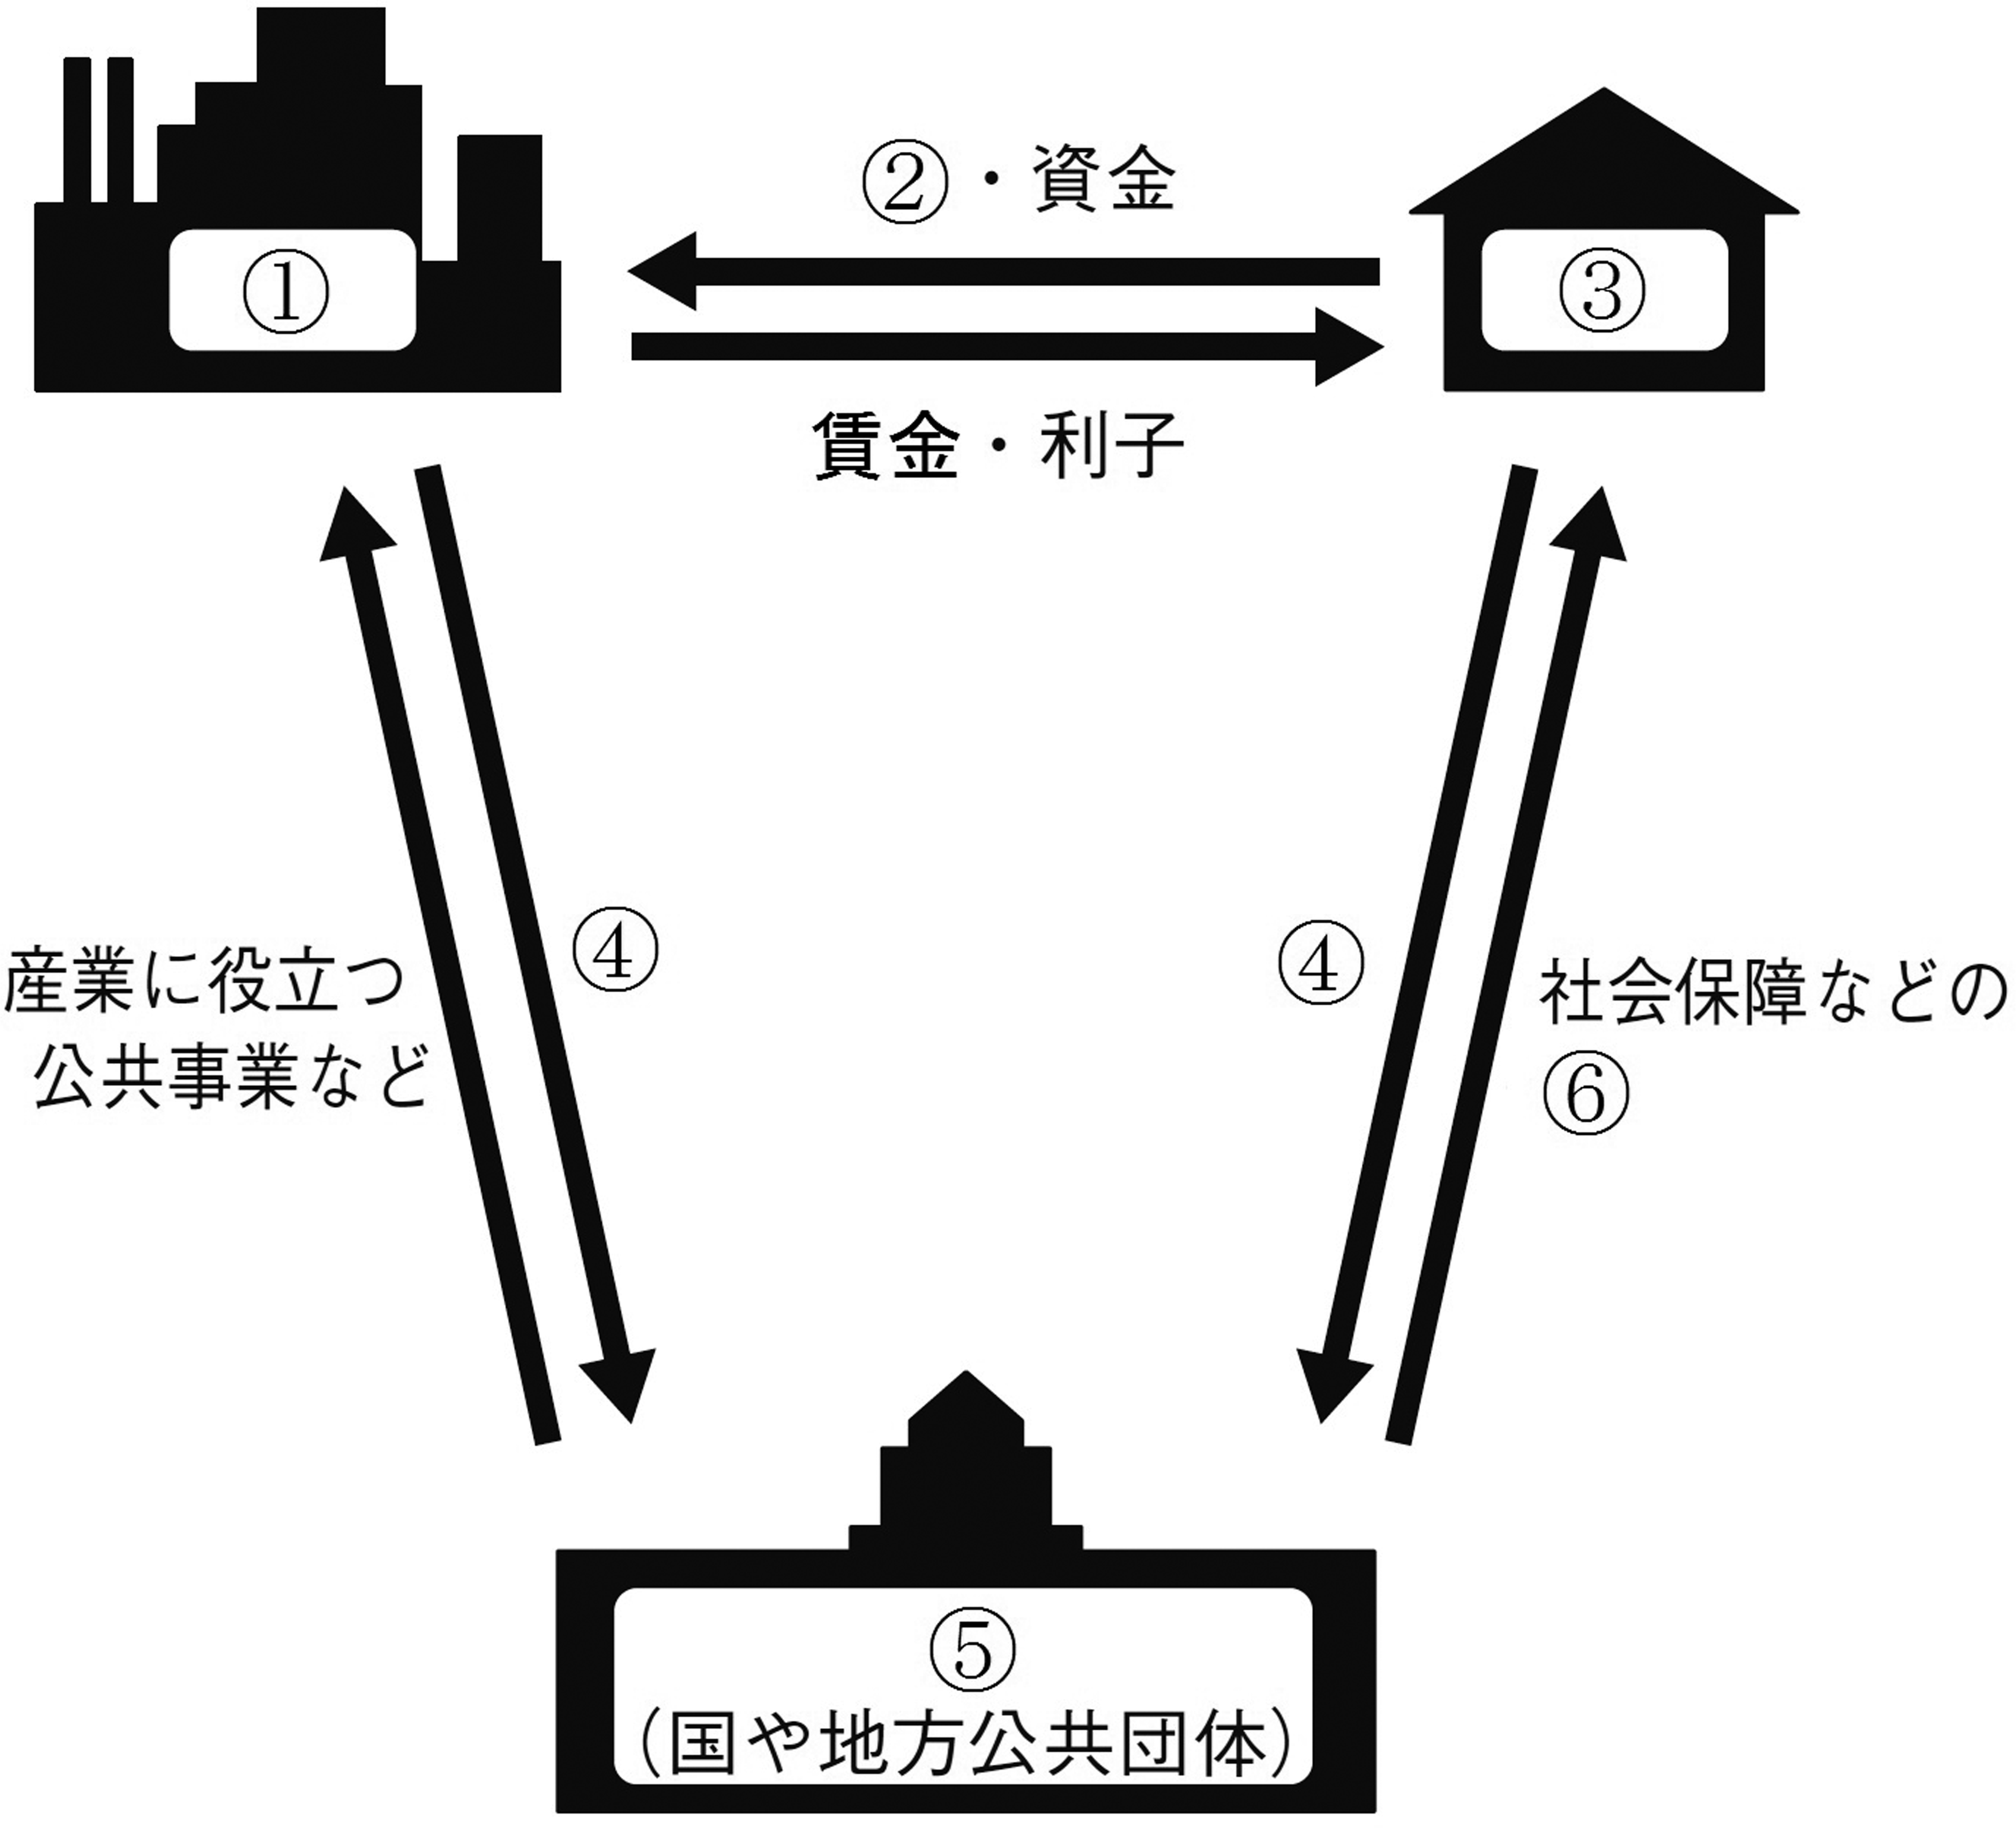 ②・資金
①
③
賃金・利子
④
④
産業に役立つ
公共事業など
社会保障などの
⑥
⑤
(国や地方公共団体)